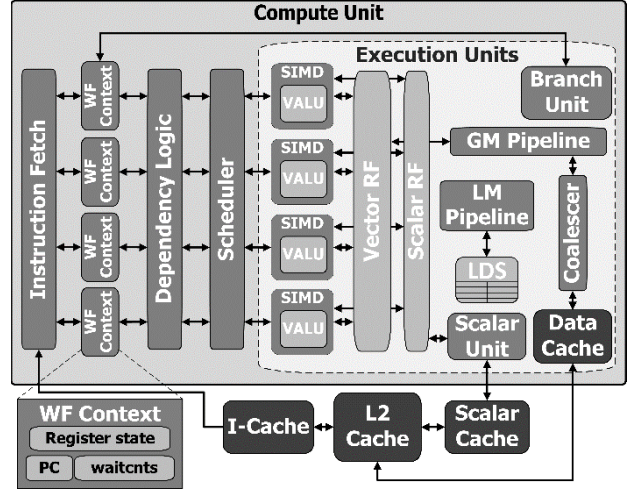 Compute Unit
Execution Units
Instruction Fetch
WF
Context
WF
Context
WF
Context
WF
Context
Dependency Logic
Scheduler
SIMD
VALU
SIMD
VALU
SIMD
VALU
SIMD
VALU
Vector RF
Scalar RF
Branch
Unit
GM Pipeline
LM
Pipeline
LDS
Coalescer
Scalar
Unit
Data
Cache
WF Context
Register state
PC
waitcnts
I-Cache
L2
Cache
Scalar
Cache